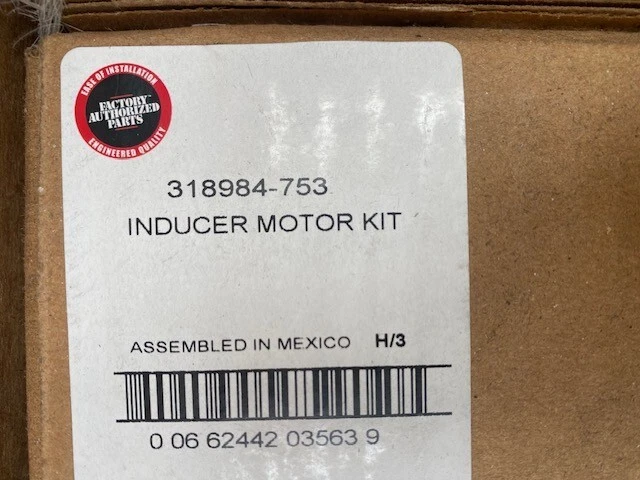 EASE OF INSTALLATION
FACTORY™
AUTHORIZED
PARTS
ENGINEERED QUALITY
318984-753
INDUCER MOTOR KIT
ASSEMBLED IN MEXICO H/3
0 06 62442 03563 9